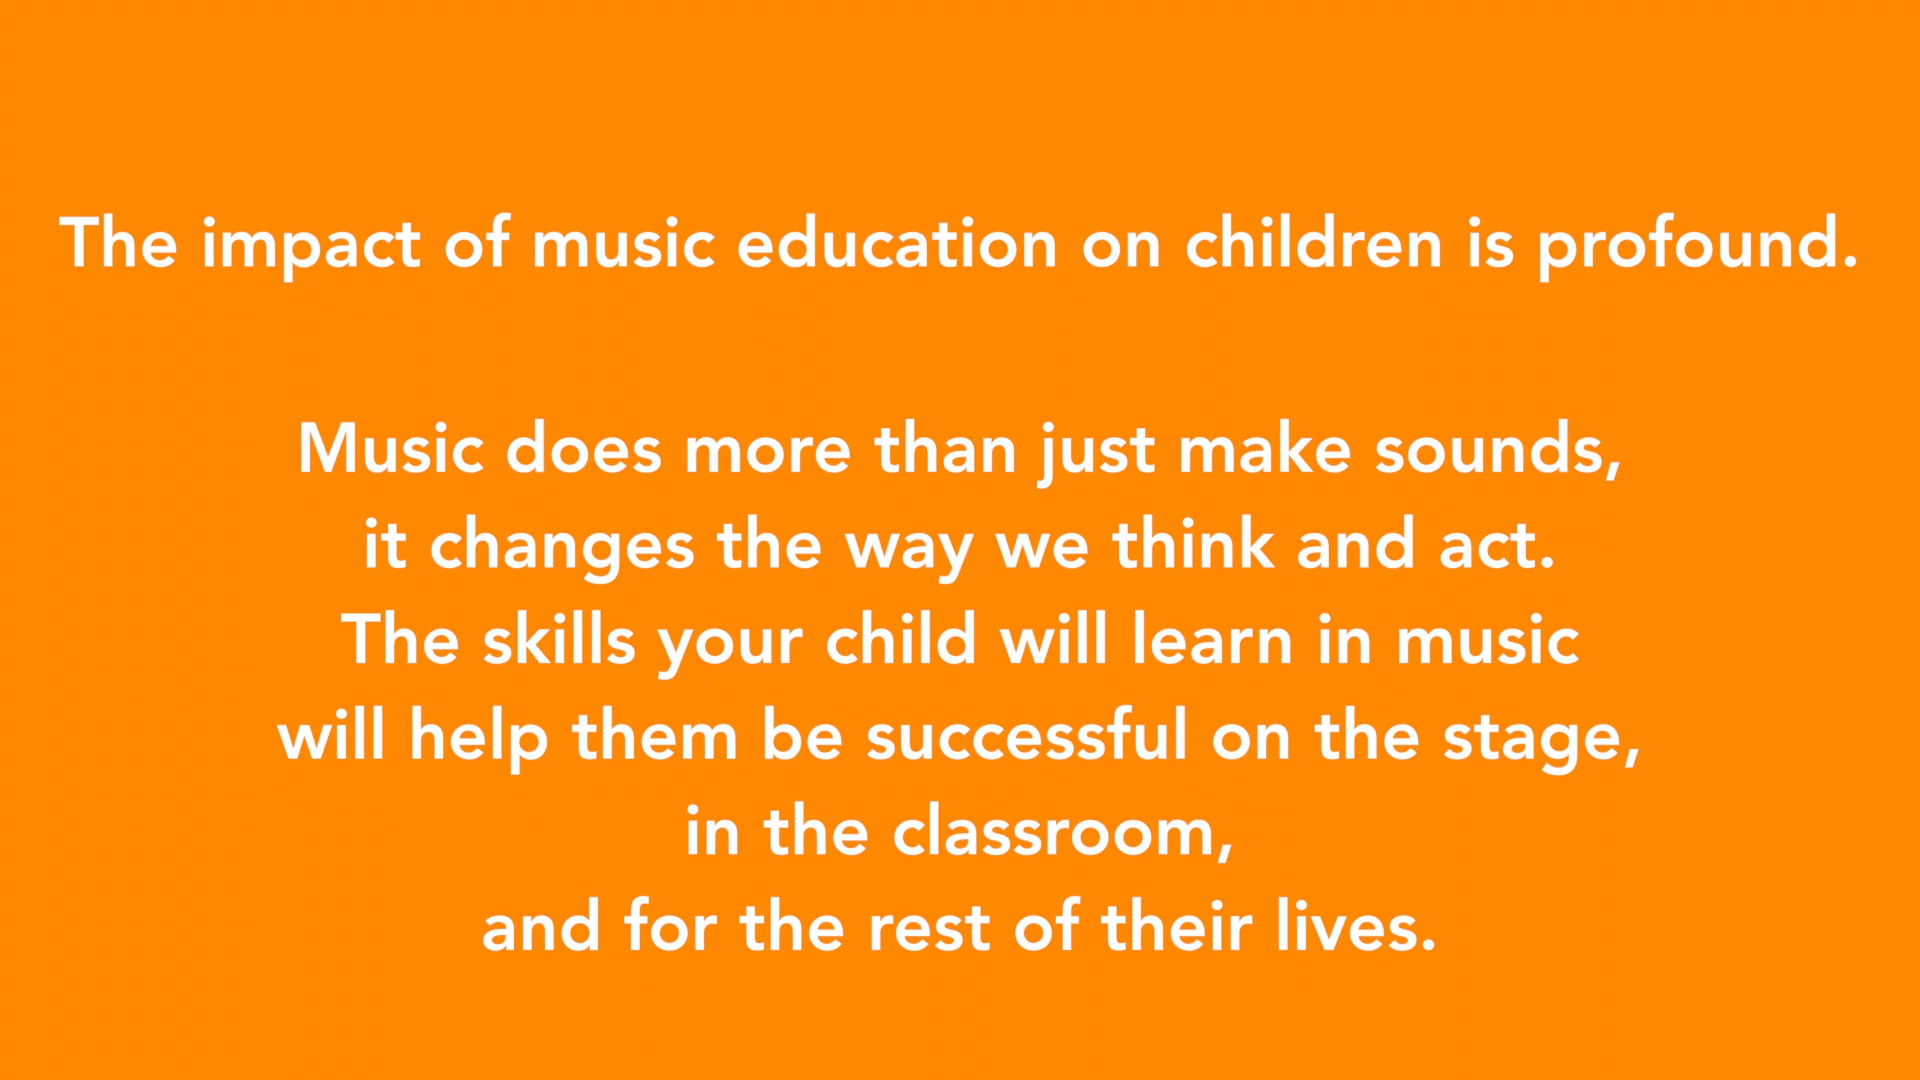 The impact of music education on children is profound.
Music does more than just make sounds,
it changes the way we think and act.
The skills your child will learn in music
will help them be successful on the stage,
in the classroom,
and for the rest of their lives.